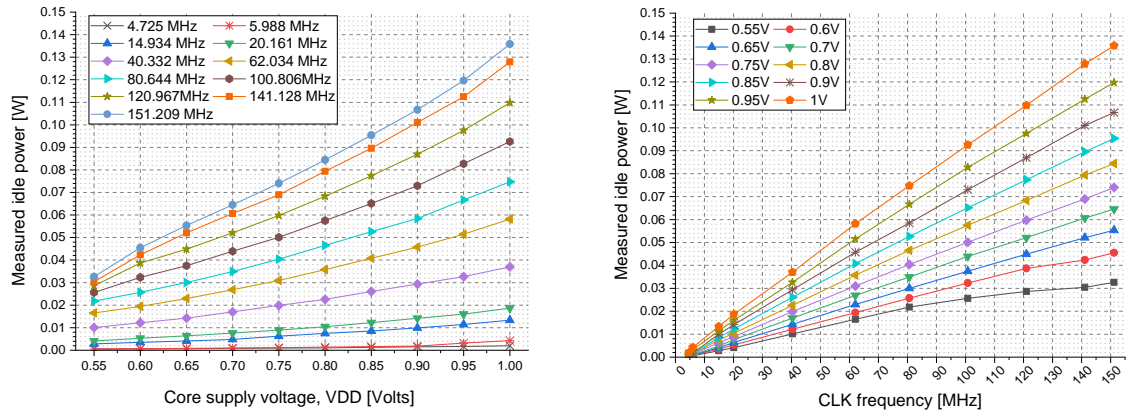 4.725 MHz 5.988 MHz
14.934 MHz 20.161 MHz
40.332 MHz 62.034 MHz
80.644 MHz 100.806MHz
120.967MHz 141.128 MHz
151.209 MHz
0.15
0.14
0.13
0.12
0.11
0.10
0.09
0.08
0.07
0.06
0.05
0.04
0.03
0.02
0.01
0.00
Measured idle power [W]
0.55 0.60 0.65 0.70 0.75 0.80 0.85 0.90 0.95 1.00
Core supply voltage, VDD [Volts]
0.55V 0.6V
0.65V 0.7V
0.75V 0.8V
0.85V 0.9V
0.95V 1V
0.15
0.14
0.13
0.12
0.11
0.10
0.09
0.08
0.07
0.06
0.05
0.04
0.03
0.02
0.01
0.00
Measured idle power [W]
0 10 20 30 40 50 60 70 80 90 100 110 120 130 140 150
CLK frequency [MHz]